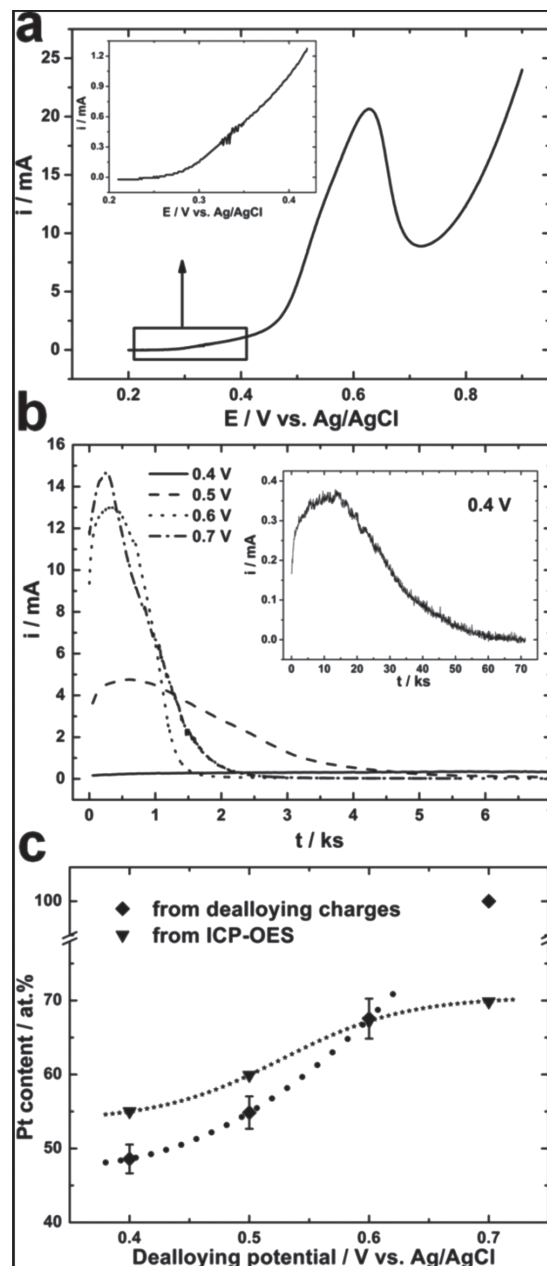 a
1.2
0.9
0.6
0.3
0.0
i / mA
0.2
0.3
0.4
E / V vs. Ag/AgCl
25
20
15
10
5
0
i / mA
0.2
0.4
0.6
0.8
E / V vs. Ag/AgCl
b
16
14
12
10
8
6
4
2
0
i / mA
0.4 V
0.5 V
0.6 V
0.7 V
0.4 V
0.4
0.3
0.2
0.1
0.0
i / mA
0 10 20 30 40 50 60 70
t / ks
0 1 2 3 4 5 6
t / ks
c
100
70
60
50
40
Pt content / at.%
from dealloying charges
from ICP-OES
0.4 0.5 0.6 0.7
Dealloying potential / V vs. Ag/AgCl